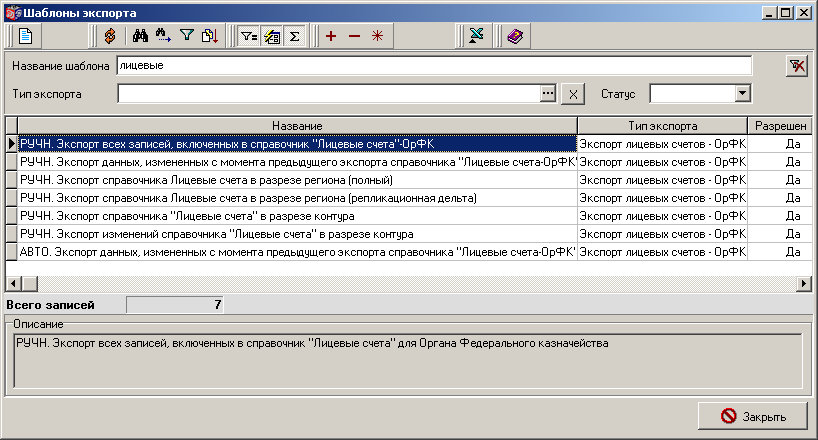 Шаблоны экспорта
Название шаблона лицевые
Тип экспорта X Статус
Название Тип экспорта Разрешен
РУЧН. Экспорт всех записей, включенных в справочник "Лицевые счета"-ОрФК Экспорт лицевых счетов - ОрФК Да
РУЧН. Экспорт данных, измененных с момента предыдущего экспорта справочника "Лицевые счета-ОрФК" Экспорт лицевых счетов - ОрФК Да
РУЧН. Экспорт справочника Лицевые счета в разрезе региона (полный) Экспорт лицевых счетов - ОрФК Да
РУЧН. Экспорт справочника Лицевые счета в разрезе региона (репликационная дельта) Экспорт лицевых счетов - ОрФК Да
РУЧН. Экспорт справочника "Лицевые счета" в разрезе контура Экспорт лицевых счетов - ОрФК Да
РУЧН. Экспорт изменений справочника "Лицевые счета" в разрезе контура Экспорт лицевых счетов - ОрФК Да
АВТО. Экспорт данных, измененных с момента предыдущего экспорта справочника "Лицевые счета-ОрФК" Экспорт лицевых счетов - ОрФК Да
Всего записей 7
Описание
РУЧН. Экспорт всех записей, включенных в справочник "Лицевые счета" для Органа Федерального казначейства
Закрыть